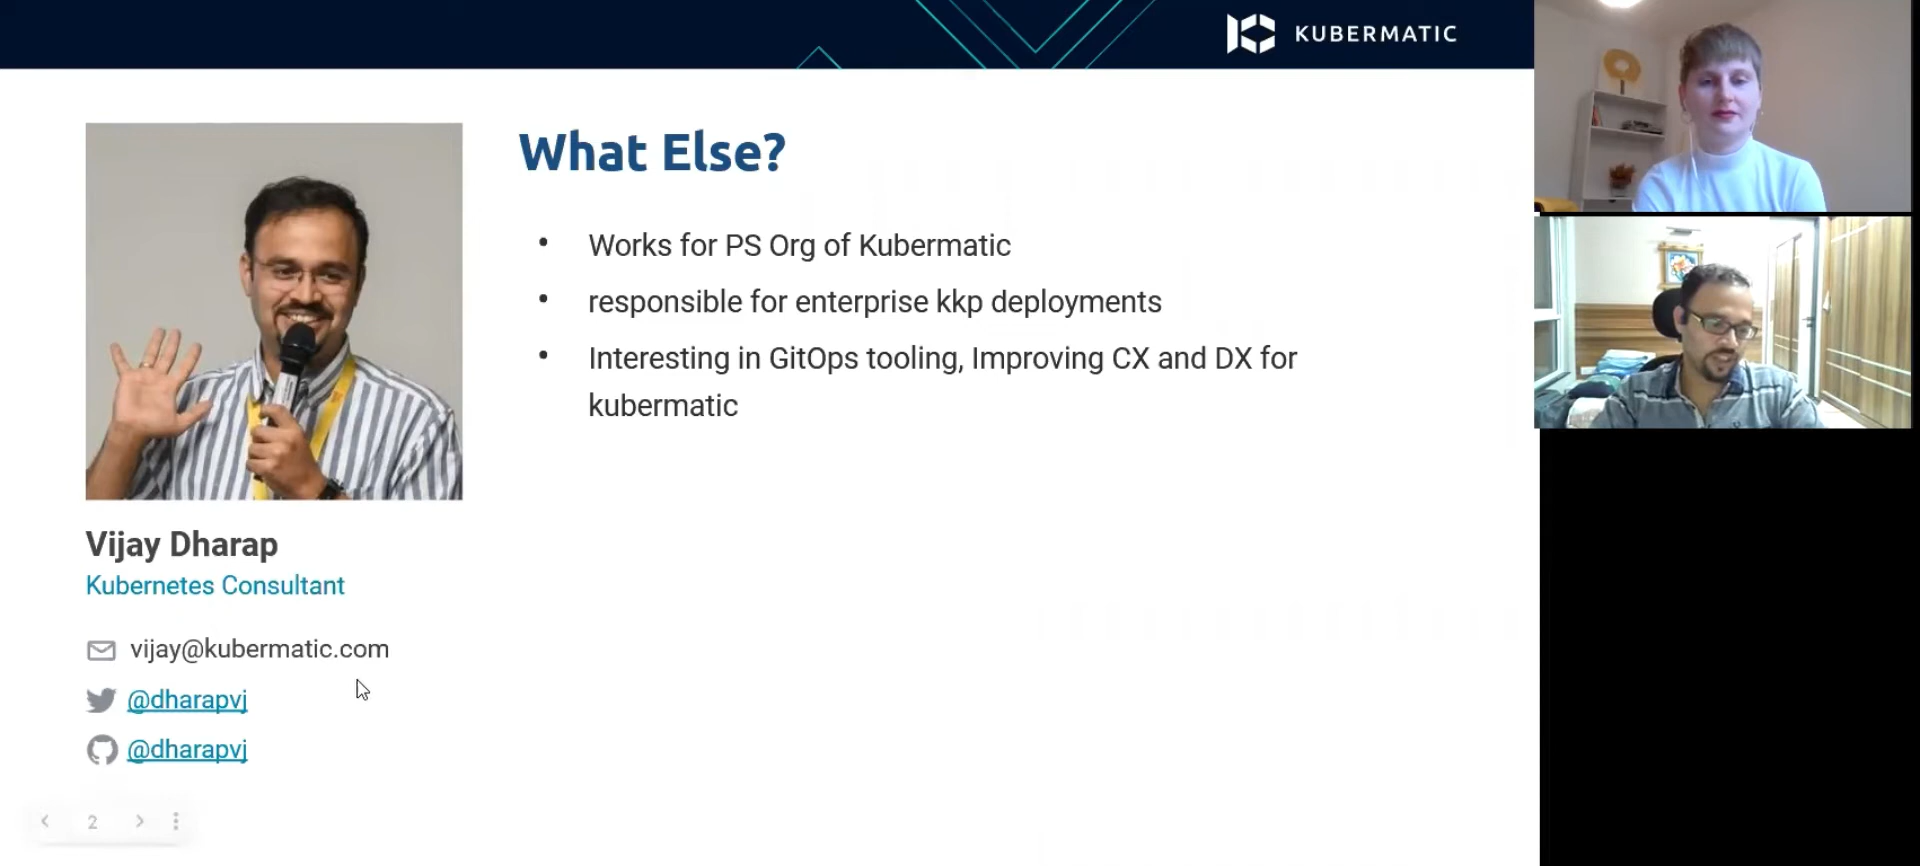 KUBERMATIC
What Else?
• Works for PS Org of Kubermatic
• responsible for enterprise kkp deployments
• Interesting in GitOps tooling, Improving CX and DX for
kubermatic
Vijay Dharap
Kubernetes Consultant
vijay@kubermatic.com
@dharapvj
@dharapvj
2